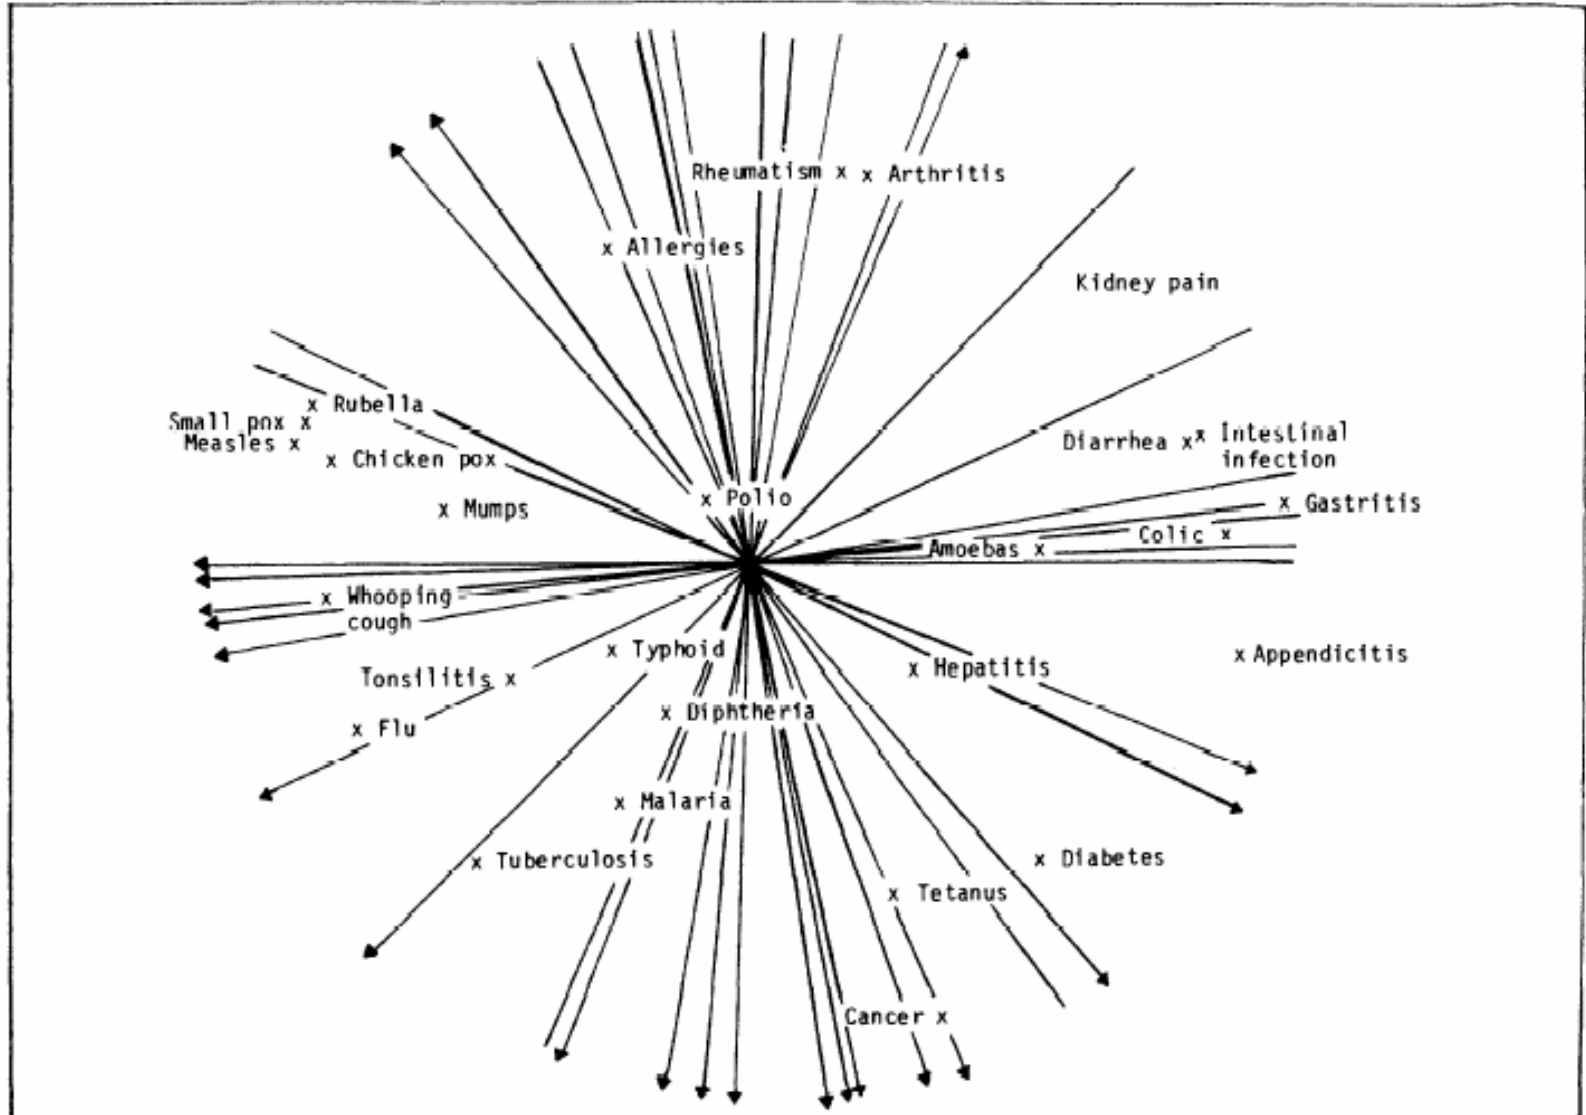 Rheumatism x x Arthritis
x Allergies
Kidney pain
x Rubella
Small pox x
Measles x
x Chicken pox
Diarrhea x x Intestinal
infection
x Polio
x Mumps
x Gastritis
Colic x
Amoebas x
x Whooping
cough
x Typhoid
Tonsilitis x
x Hepatitis
x Appendicitis
x Diphtheria
x Flu
x Malaria
x Tuberculosis
x Diabetes
x Tetanus
Cancer x